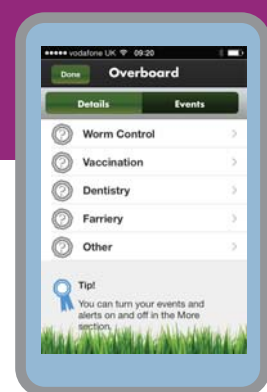 vodafone UK 09:20
Done Overboard
Details Events
Worm Control
Vaccination
Dentistry
Farriery
Other
Tip!
You can turn your events and
alerts on and off in the More
section.